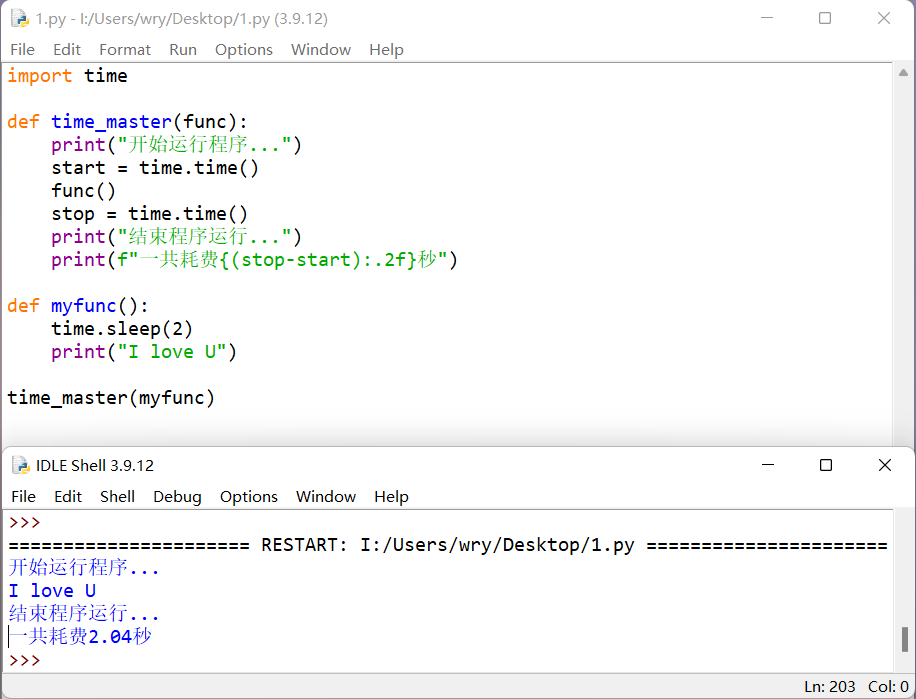 1.py - I:/Users/wry/Desktop/1.py (3.9.12)
File Edit Format Run Options Window Help
import time
def time_master(func):
    print("开始运行程序...")
    start = time.time()
    func()
    stop = time.time()
    print("结束程序运行...")
    print(f"一共耗费{(stop-start):.2f}秒")
def myfunc():
    time.sleep(2)
    print("I love U")
time_master(myfunc)
IDLE Shell 3.9.12
File Edit Shell Debug Options Window Help
>>>
====================== RESTART: I:/Users/wry/Desktop/1.py ======================
开始运行程序...
I love U
结束程序运行...
一共耗费2.04秒
>>>
Ln: 203 Col: 0